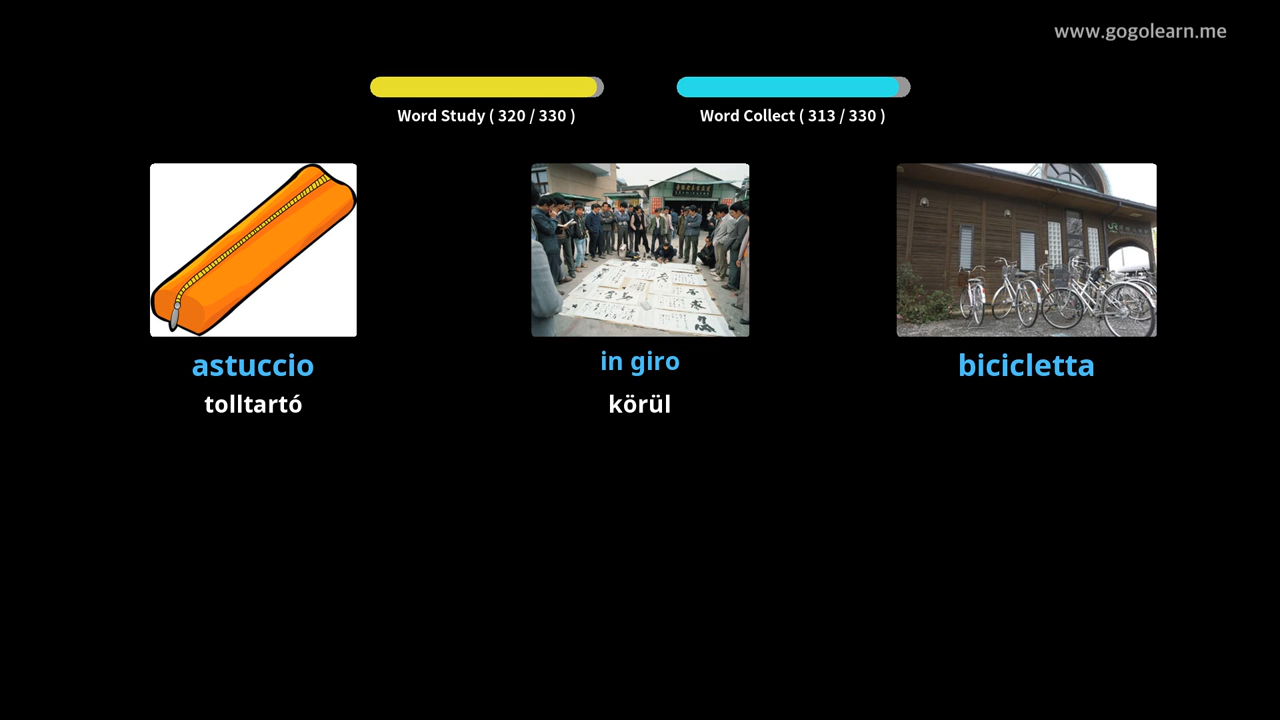 www.gogolearn.me
Word Study ( 320 / 330 )
Word Collect ( 313 / 330 )
astuccio
in giro
bicicletta
tolltartó
körül